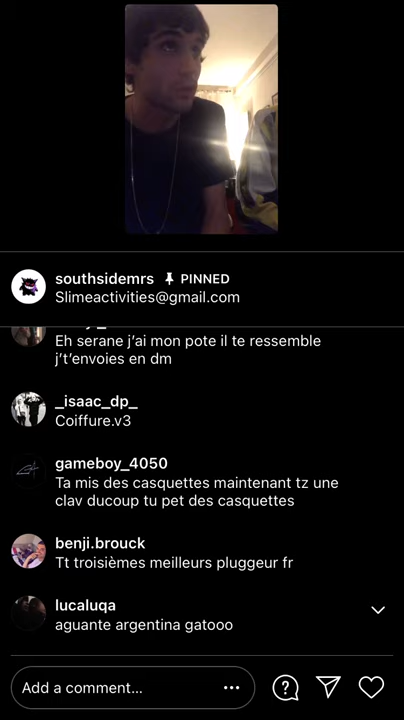 southsidemrs PINNED
Slimeactivities@gmail.com
Eh serane j'ai mon pote il te ressemble
j't'envoies en dm
_isaac_dp_
Coiffure.v3
gameboy_4050
Ta mis des casquettes maintenant tz une
clav ducoup tu pet des casquettes
benji.brouck
Tt troisièmes meilleurs pluggeur fr
lucaluqa
aguante argentina gatooo
Add a comment...